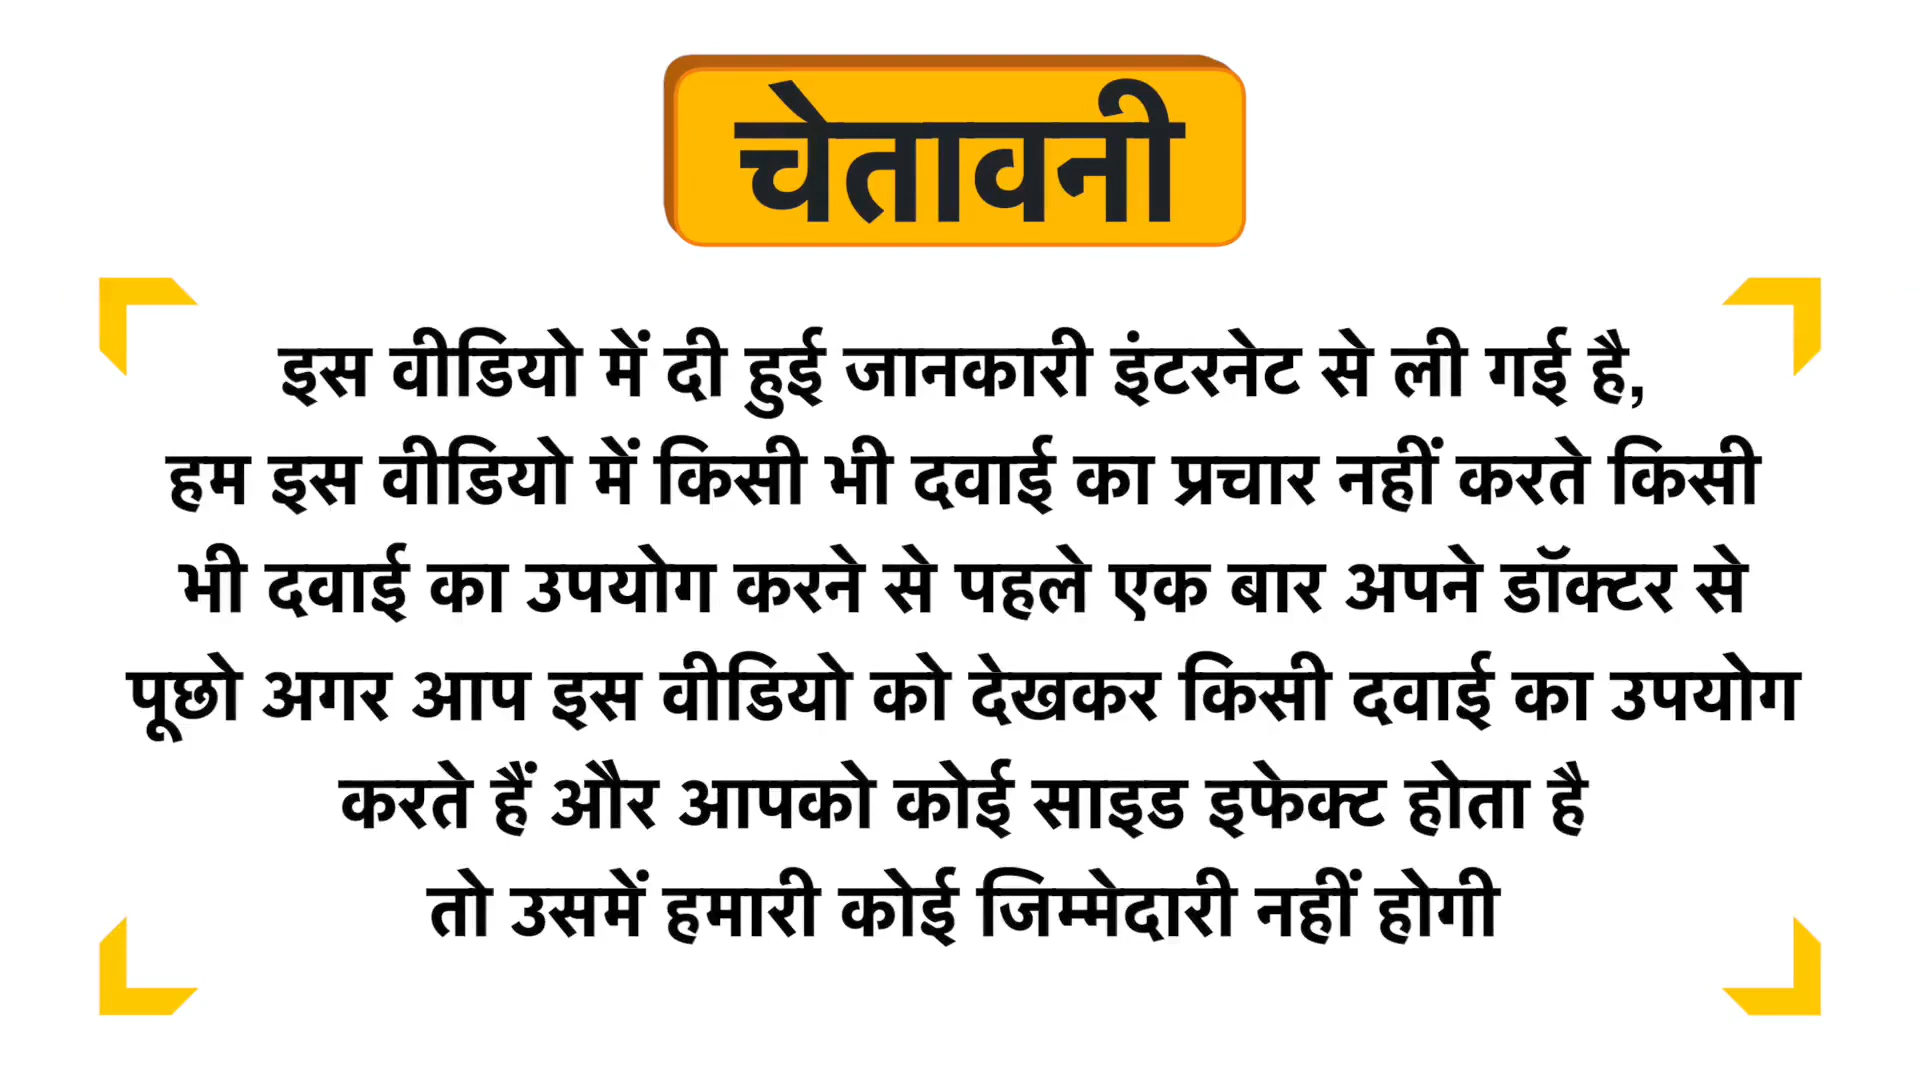 चेतावनी
इस वीडियो में दी हुई जानकारी इंटरनेट से ली गई है,
हम इस वीडियो में किसी भी दवाई का प्रचार नहीं करते किसी
भी दवाई का उपयोग करने से पहले एक बार अपने डॉक्टर से
पूछो अगर आप इस वीडियो को देखकर किसी दवाई का उपयोग
करते हैं और आपको कोई साइड इफेक्ट होता है
तो उसमें हमारी कोई जिम्मेदारी नहीं होगी